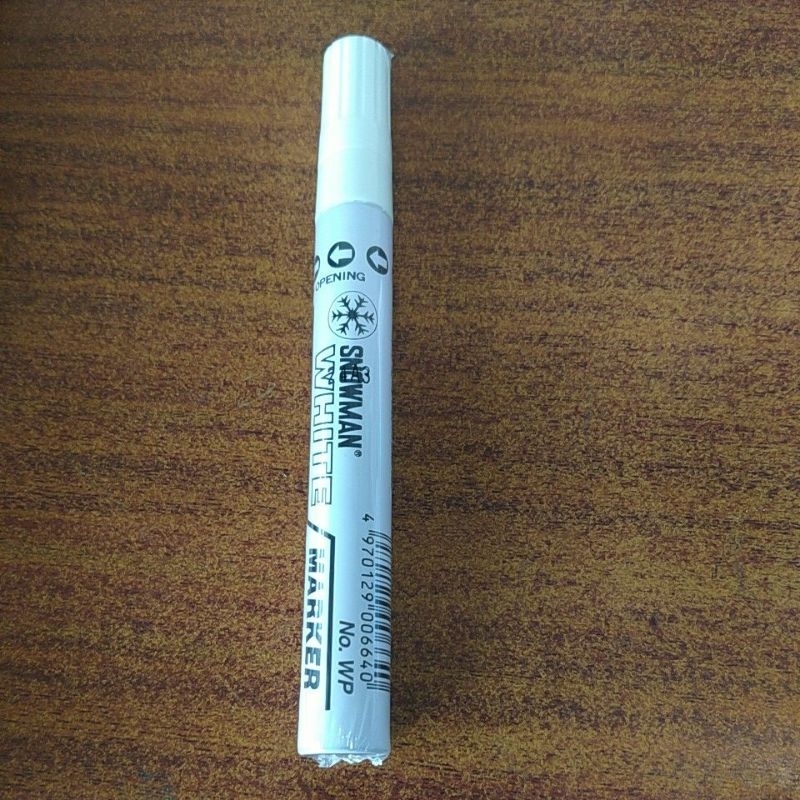 OPENING
SNOWMAN®
WHITE
MARKER
No. WP
4 970129 006640